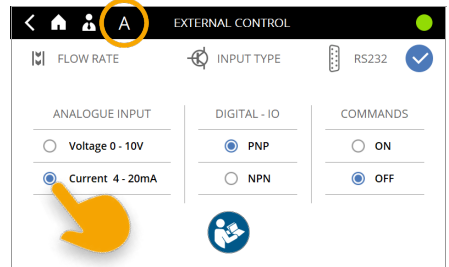 A EXTERNAL CONTROL
FLOW RATE INPUT TYPE RS232
ANALOGUE INPUT DIGITAL - IO COMMANDS
Voltage 0 - 10V PNP ON
Current 4 - 20mA NPN OFF